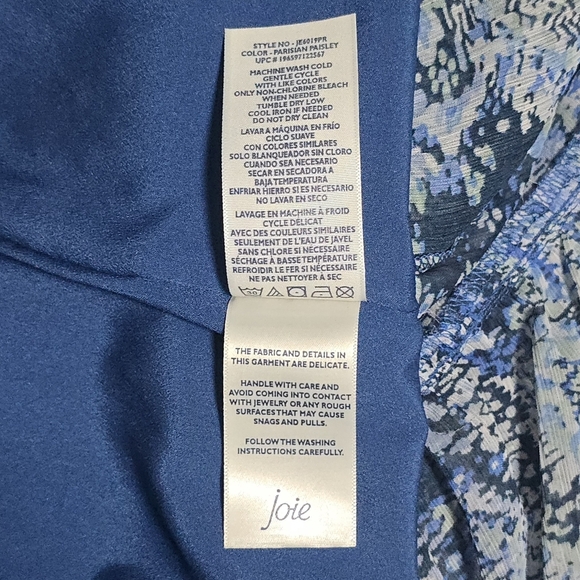 STYLE NO - JE6019PR
COLOR - PARISIAN PAISLEY
UPC # 196597122567
MACHINE WASH COLD
GENTLE CYCLE
WITH LIKE COLORS
ONLY NON-CHLORINE BLEACH
WHEN NEEDED
TUMBLE DRY LOW
COOL IRON IF NEEDED
DO NOT DRY CLEAN
LAVAR A MÁQUINA EN FRÍO
CICLO SUAVE
CON COLORES SIMILARES
SOLO BLANQUEADOR SIN CLORO
CUANDO SEA NECESARIO
SECAR EN SECADORA A
BAJA TEMPERATURA
ENFRIAR HIERRO SI ES NECESARIO
NO LAVAR EN SECO
LAVAGE EN MACHINE À FROID
CYCLE DÉLICAT
AVEC DES COULEURS SIMILAIRES
SEULEMENT DE L'EAU DE JAVEL
SANS CHLORE SI NÉCESSAIRE
SÉCHAGE À BASSE TEMPÉRATURE
REFROIDIR LE FER SI NÉCESSAIRE
NE PAS NETTOYER À SEC
30
THE FABRIC AND DETAILS IN
THIS GARMENT ARE DELICATE.
HANDLE WITH CARE AND
AVOID COMING INTO CONTACT
WITH JEWELRY OR ANY ROUGH
SURFACES THAT MAY CAUSE
SNAGS AND PULLS.
FOLLOW THE WASHING
INSTRUCTIONS CAREFULLY.
joie